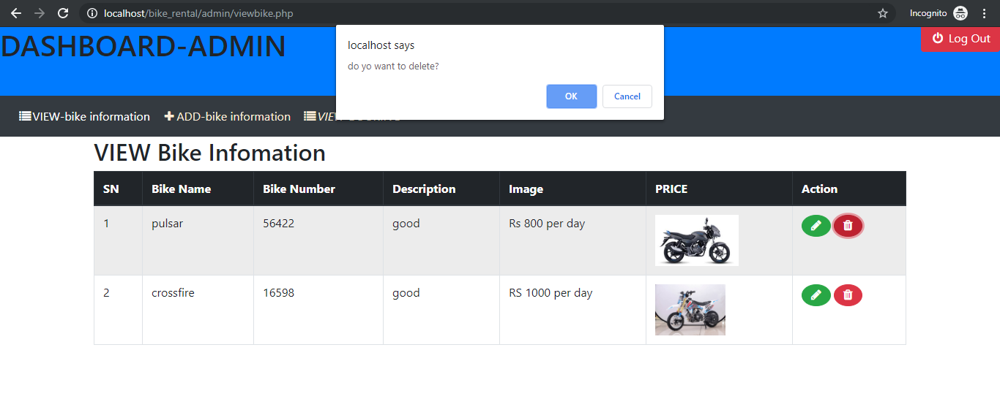 localhost/bike_rental/admin/viewbike.php
Incognito
DASHBOARD-ADMIN
Log Out
localhost says
do yo want to delete?
OK Cancel
VIEW-bike information ADD-bike information VIEW
VIEW Bike Infomation
SN Bike Name Bike Number Description Image PRICE Action
1 pulsar 56422 good Rs 800 per day
2 crossfire 16598 good RS 1000 per day